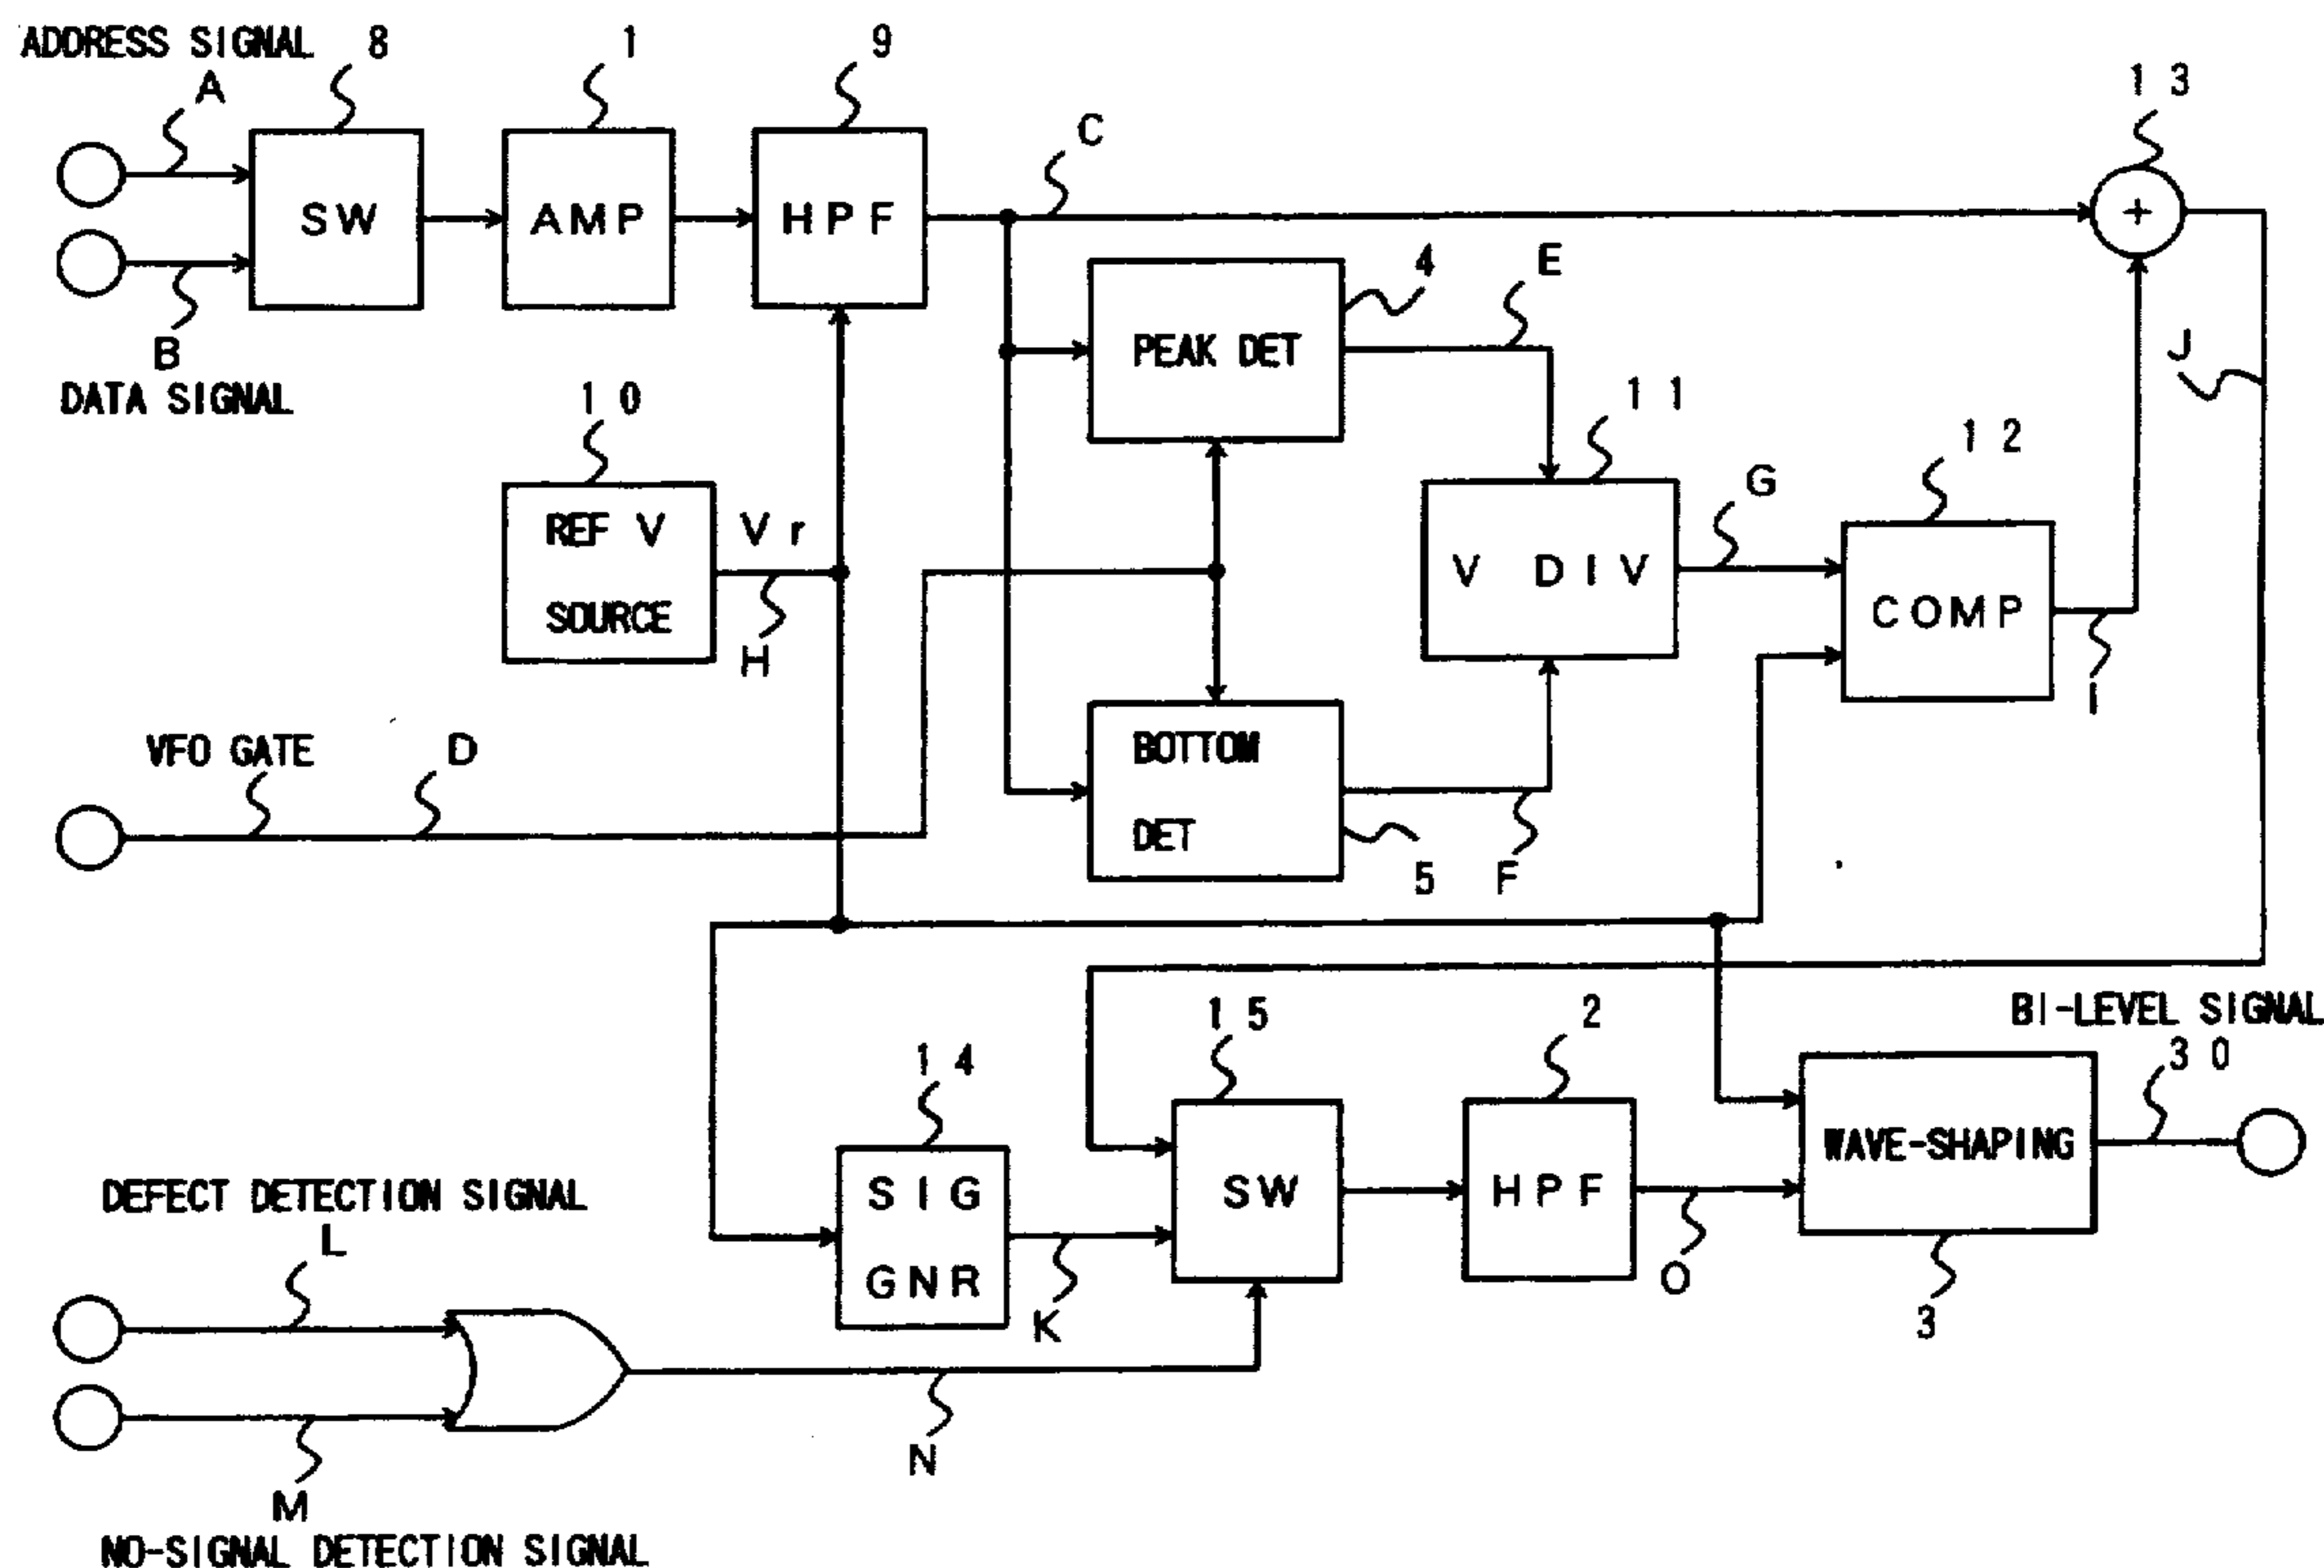 ADDRESS SIGNAL
8
1
9
13
A
C
SW
AMP
HPF
+
B
DATA SIGNAL
4
E
PEAK DET
J
10
11
12
REF V
SOURCE
Vr
H
G
V DIV
COMP
I
VFO GATE
D
BOTTOM
DET
5
F
BI-LEVEL SIGNAL
30
14
15
2
SIG
GNR
SW
HPF
WAVE-SHAPING
K
O
3
DEFECT DETECTION SIGNAL
L
N
M
NO-SIGNAL DETECTION SIGNAL